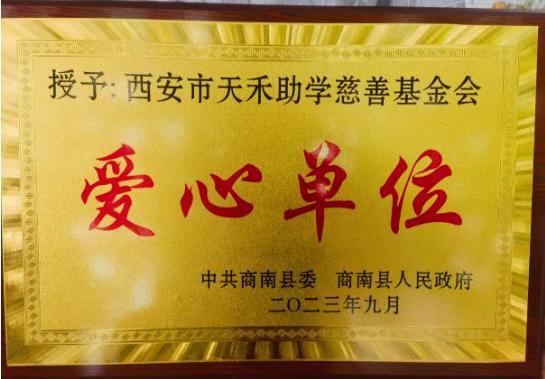 授予:西安市天禾助学慈善基金会
爱心单位
中共商南县委 商南县人民政府
二〇二三年九月